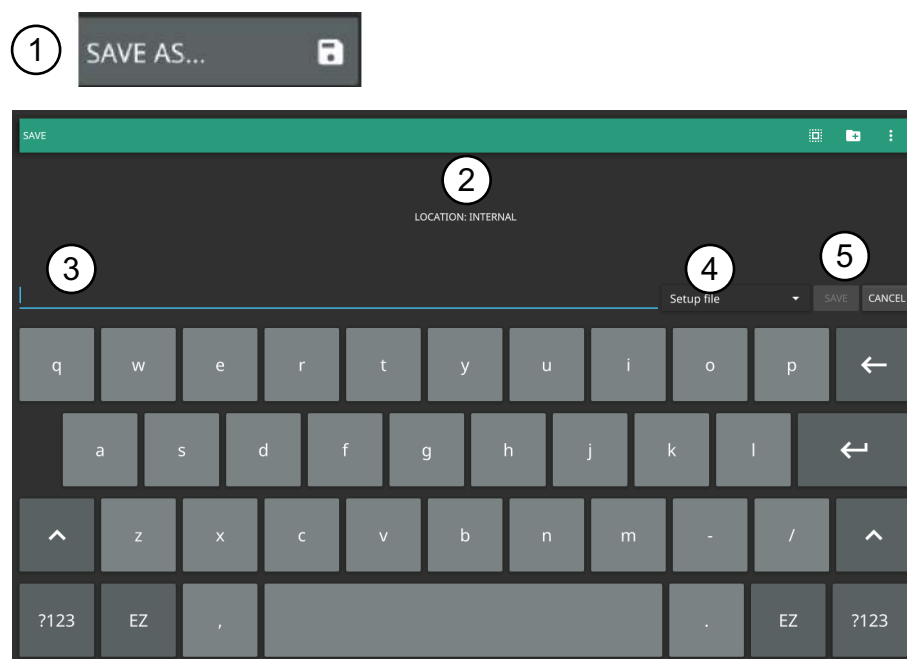 1 SAVE AS...
SAVE
2
LOCATION: INTERNAL
3 4 5
Setup file SAVE CANCEL
q w e r t y u i o p
a s d f g h j k l
z x c v b n m - /
?123 EZ , . EZ ?123